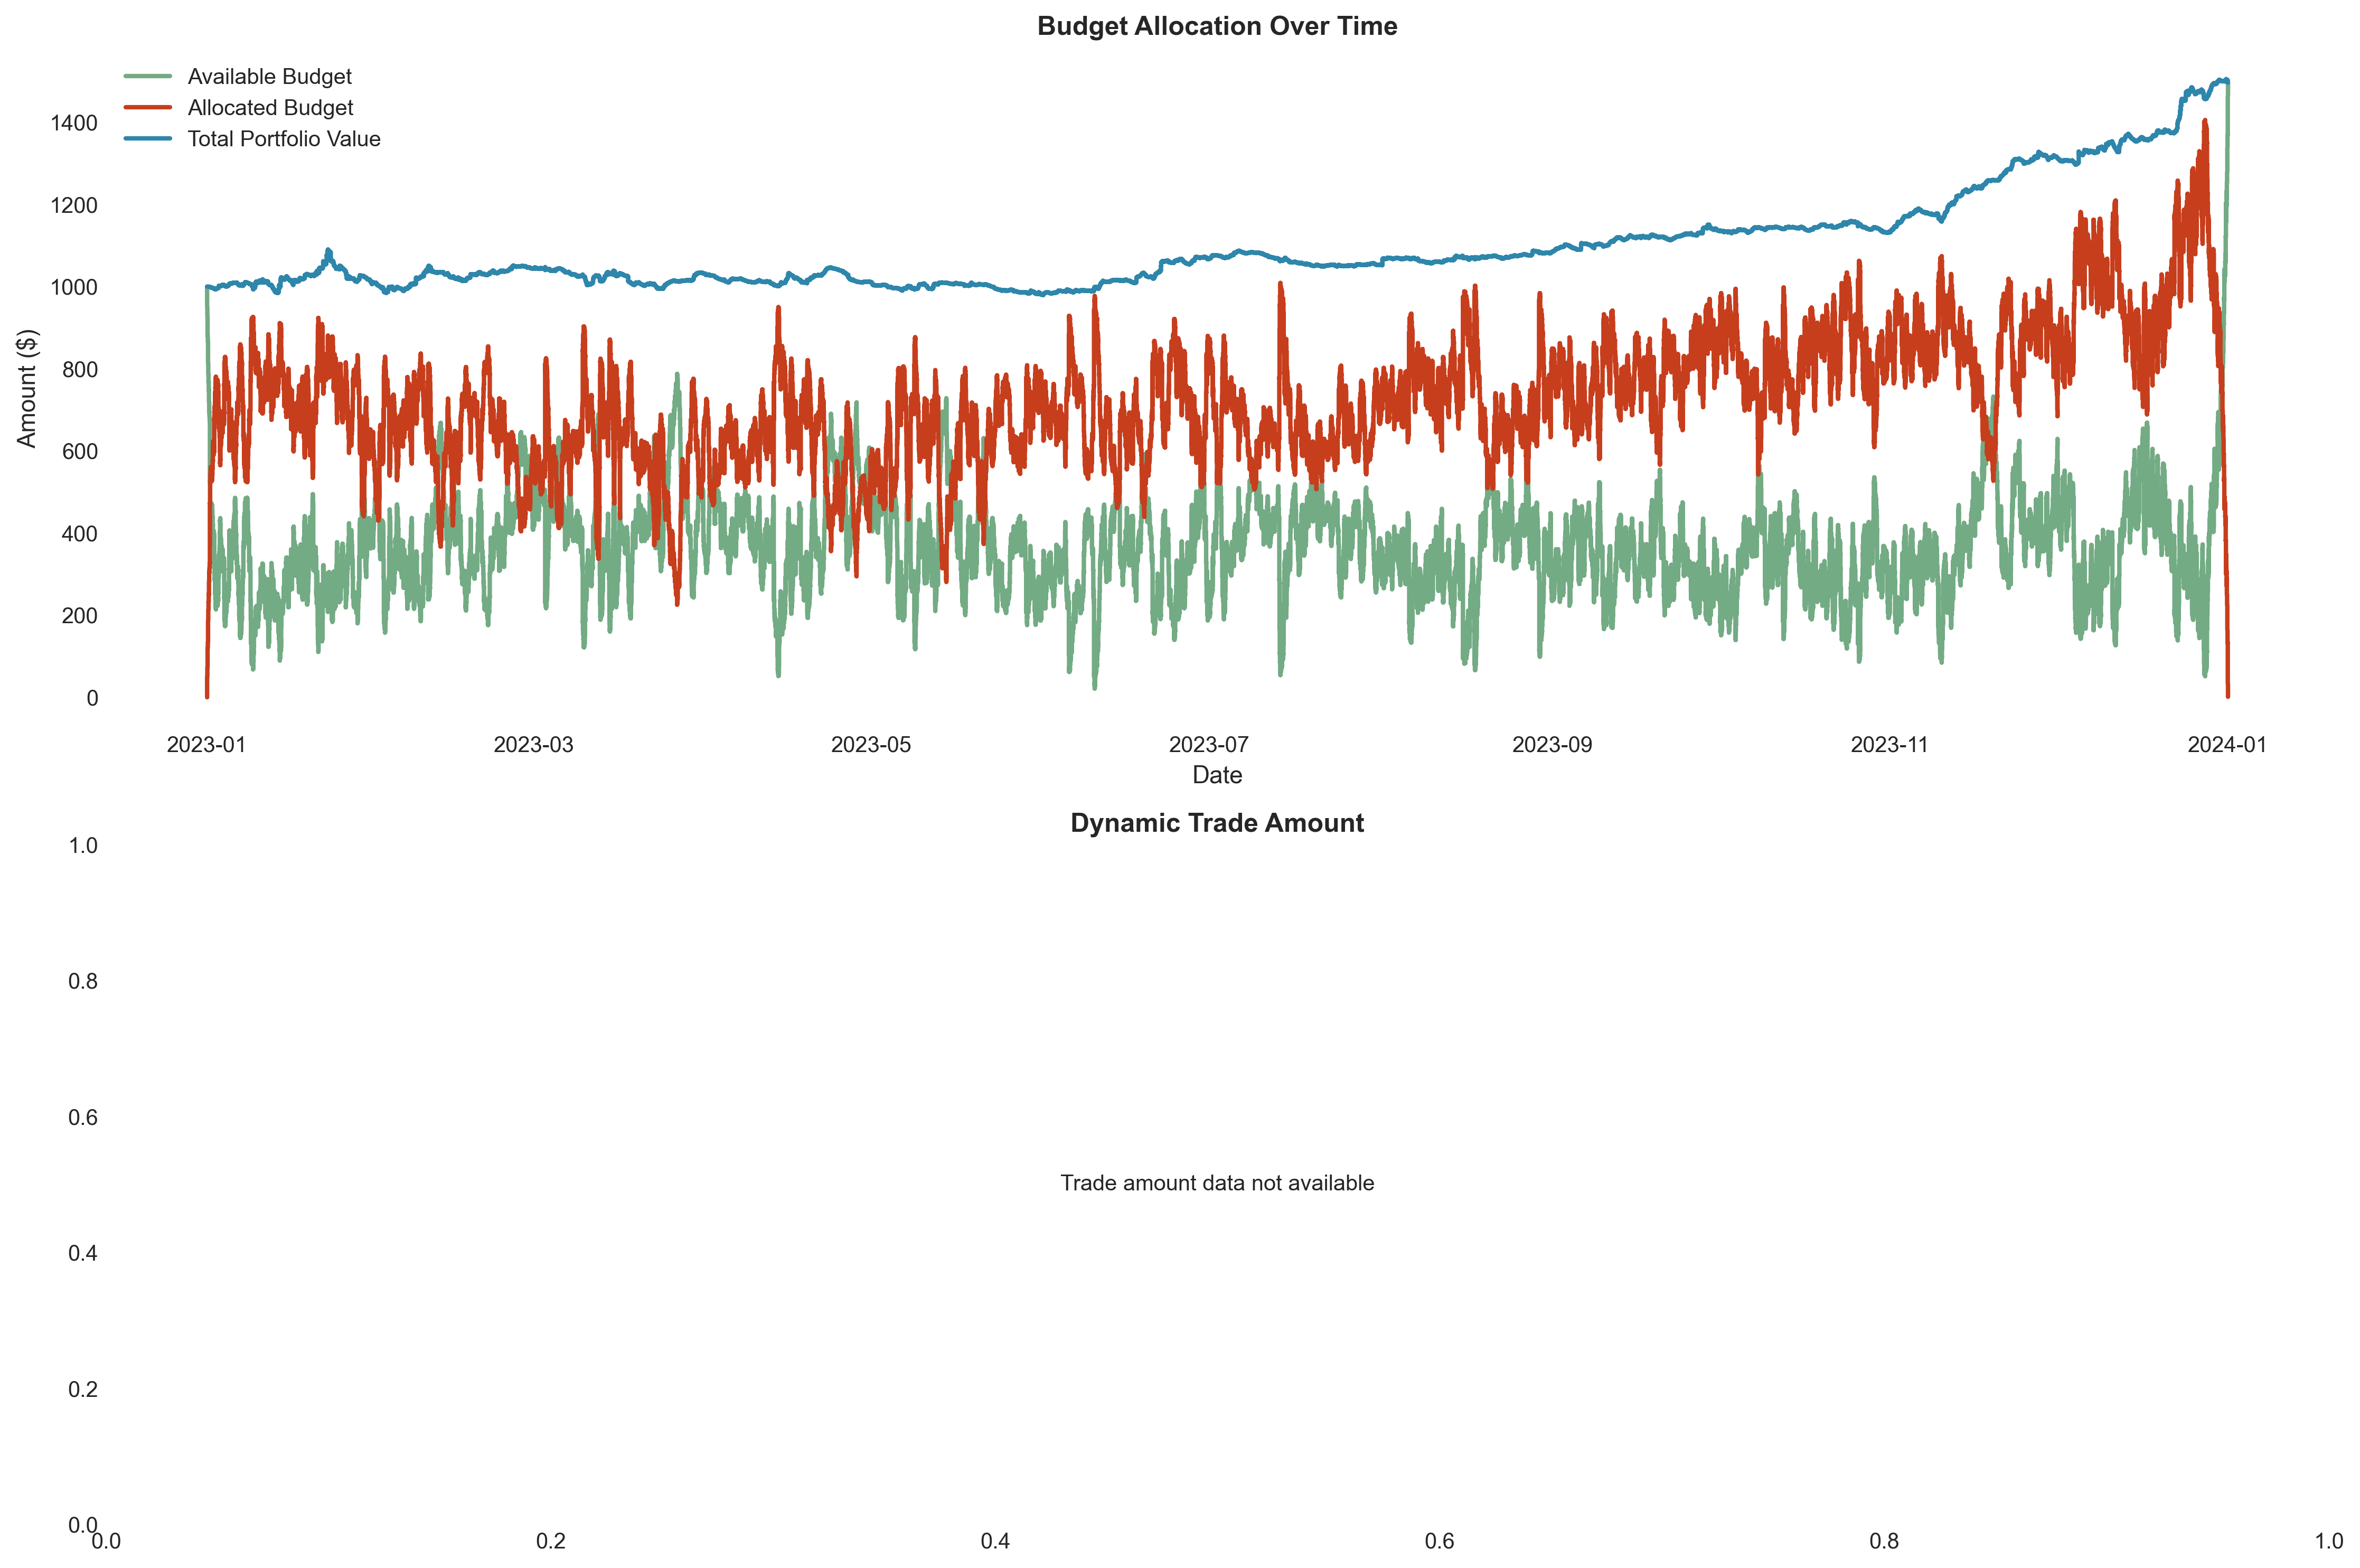 Budget Allocation Over Time
Available Budget
Allocated Budget
Total Portfolio Value
1400
1200
1000
800
600
400
200
0
Amount ($)
2023-01 2023-03 2023-05 2023-07 2023-09 2023-11 2024-01
Date
Dynamic Trade Amount
1.0
0.8
0.6
Trade amount data not available
0.4
0.2
0.0
0.0 0.2 0.4 0.6 0.8 1.0